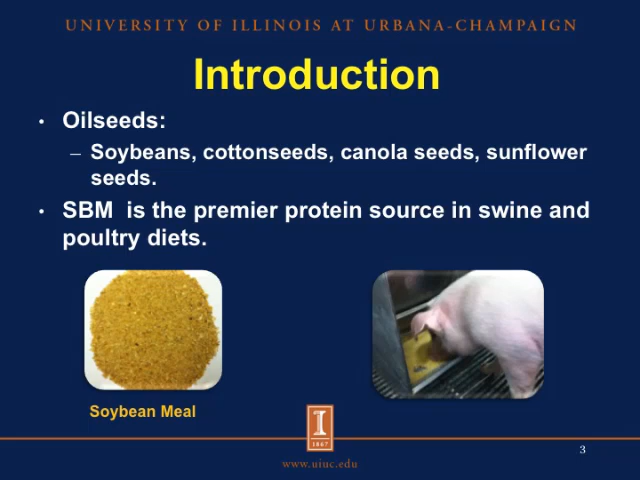 UNIVERSITY OF ILLINOIS AT URBANA-CHAMPAIGN
Introduction
• Oilseeds:
– Soybeans, cottonseeds, canola seeds, sunflower
seeds.
• SBM  is the premier protein source in swine and
poultry diets.
Soybean Meal
I
1867
3
www.uiuc.edu